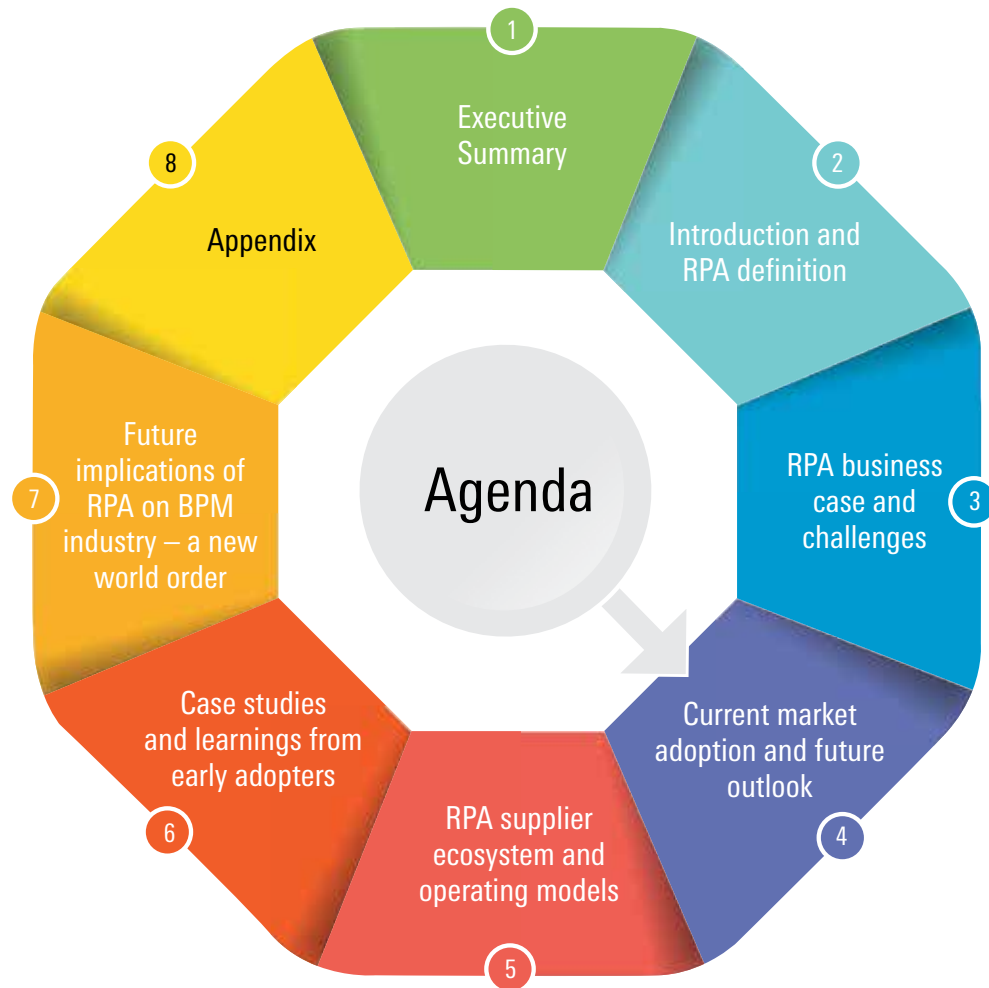 Agenda
1
Executive
Summary
2
Introduction and
RPA definition
3
RPA business
case and
challenges
4
Current market
adoption and future
outlook
5
RPA supplier
ecosystem and
operating models
6
Case studies
and learnings from
early adopters
7
Future
implications of
RPA on BPM
industry – a new
world order
8
Appendix